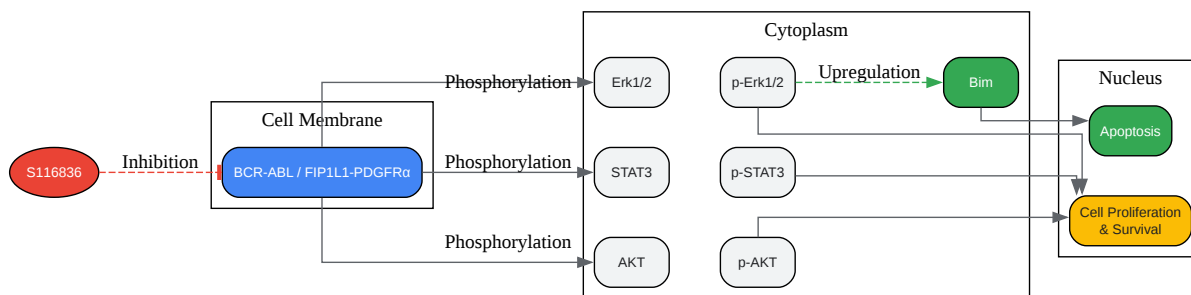 Cytoplasm
Nucleus
Cell Membrane
Phosphorylation
Erk1/2
p-Erk1/2
Upregulation
Bim
Apoptosis
S116836
Inhibition
BCR-ABL / FIP1L1-PDGFRα
Phosphorylation
STAT3
p-STAT3
Cell Proliferation
& Survival
Phosphorylation
AKT
p-AKT